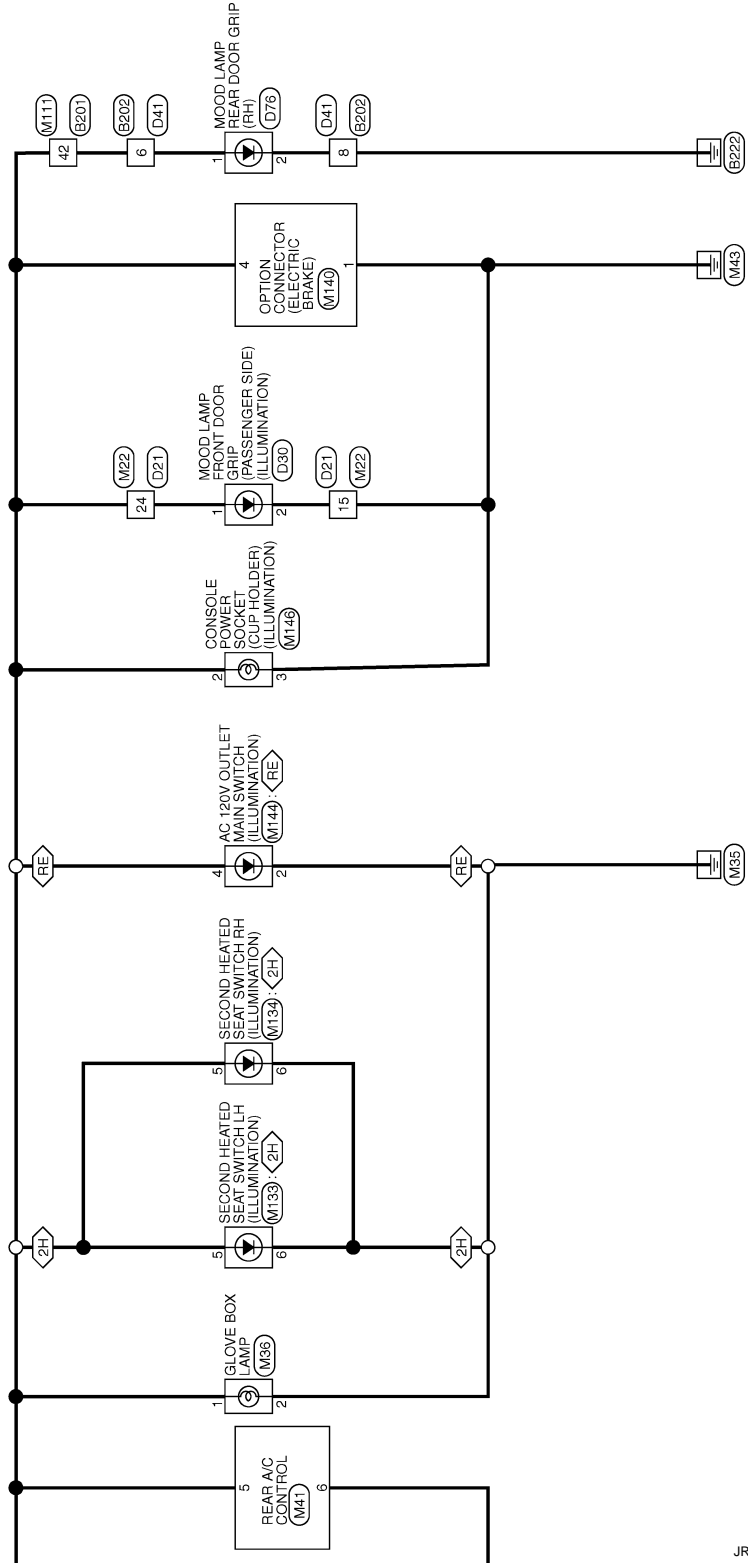 M111
B201
42
B202
D41
6
MOOD LAMP
REAR DOOR GRIP
(RH)
D76
1
2
D41
B202
8
B222
4
OPTION
CONNECTOR
(ELECTRIC
BRAKE)
M140
1
M43
M22
D21
24
MOOD LAMP
FRONT DOOR
GRIP
(PASSENGER SIDE)
(ILLUMINATION)
D30
1
2
D21
M22
15
CONSOLE
POWER
SOCKET
(CUP HOLDER)
(ILLUMINATION)
M146
2
3
RE
AC 120V OUTLET
MAIN SWITCH
(ILLUMINATION)
M144 : RE
4
2
RE
M35
SECOND HEATED
SEAT SWITCH RH
(ILLUMINATION)
M134 : 2H
5
6
2H
SECOND HEATED
SEAT SWITCH LH
(ILLUMINATION)
M133 : 2H
5
6
2H
GLOVE BOX
LAMP
M36
1
2
5
REAR A/C
CONTROL
M41
6
JR